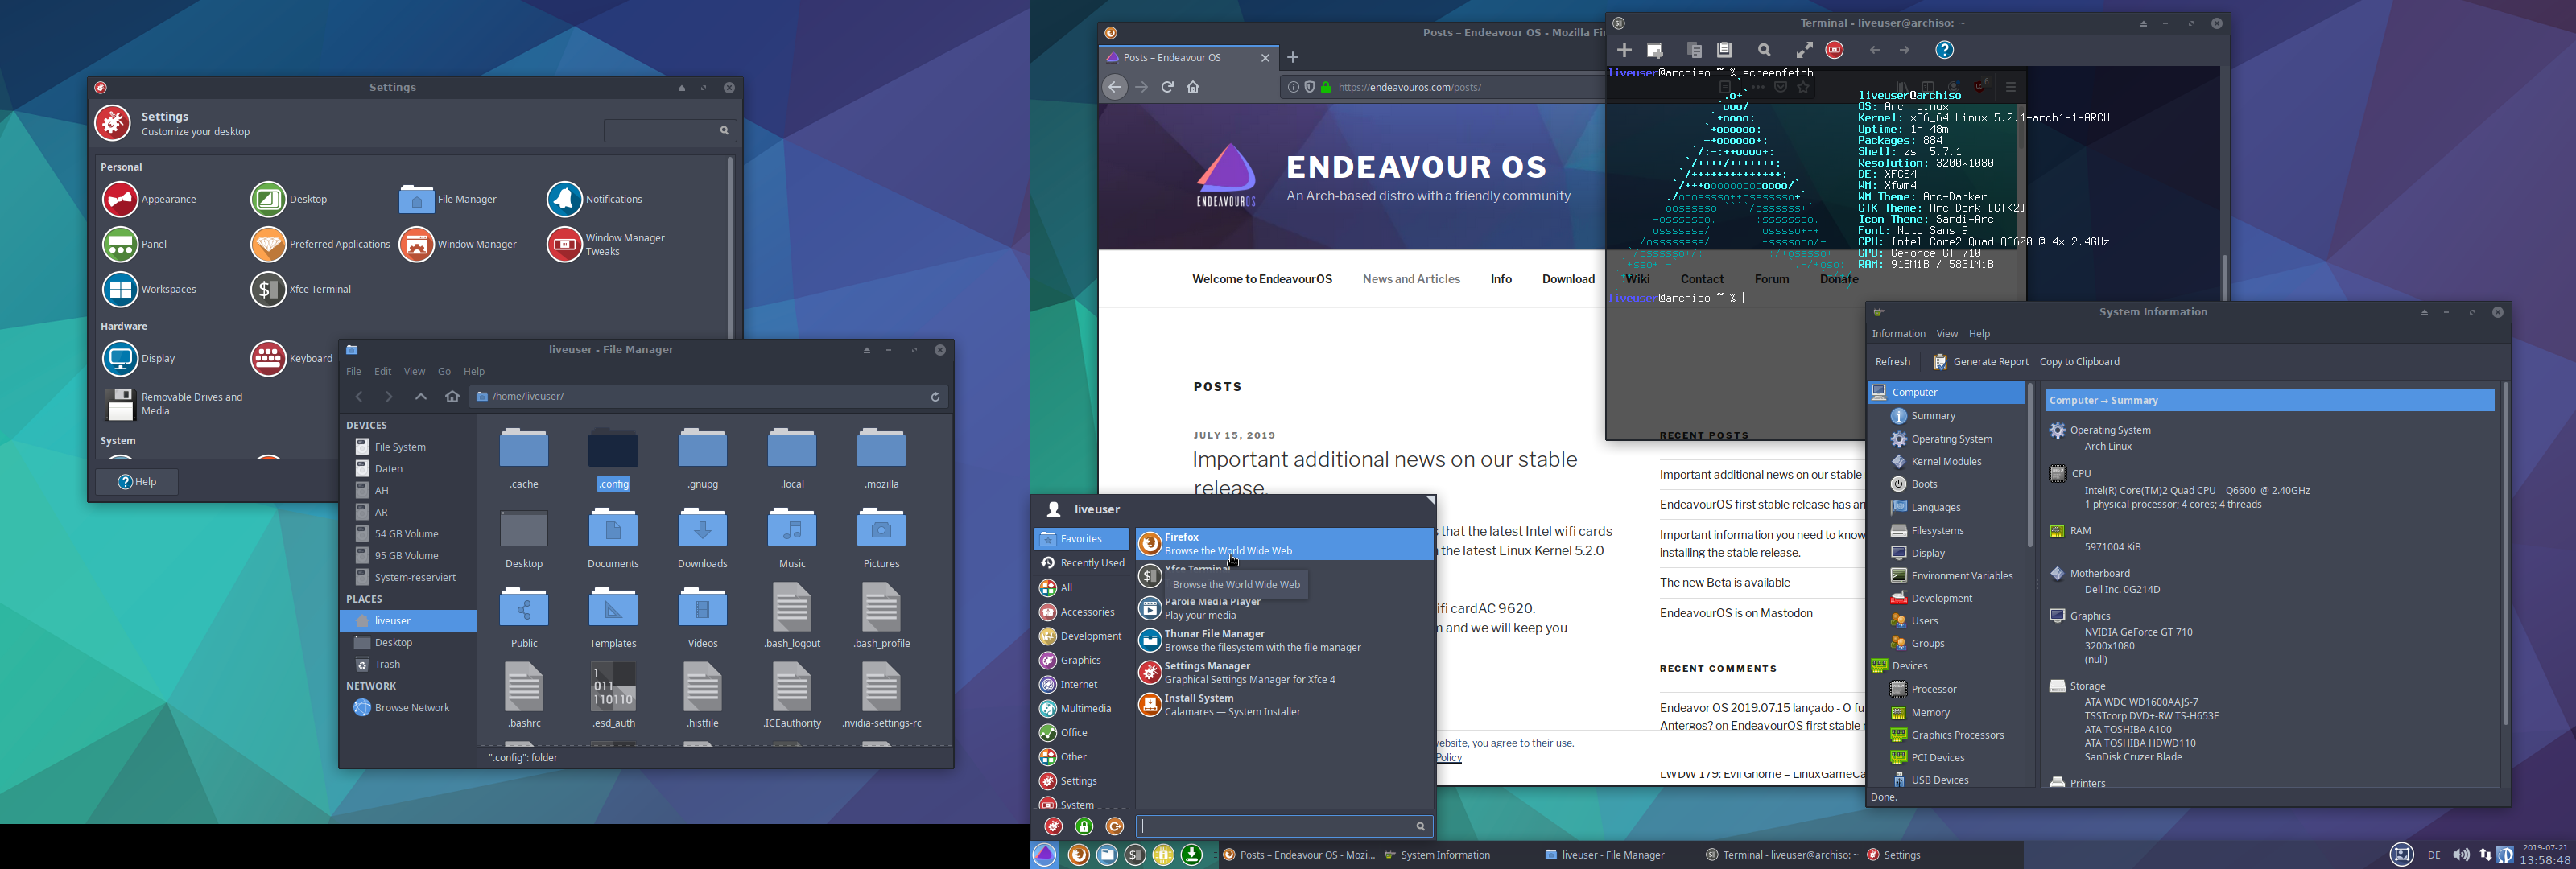 Settings
Settings
Customize your desktop
Personal
Appearance
Desktop
File Manager
Notifications
Panel
Preferred Applications
Window Manager
Window Manager
Tweaks
Workspaces
Xfce Terminal
Hardware
Display
Keyboard
Removable Drives and
Media
System
Help
liveuser - File Manager
File Edit View Go Help
/home/liveuser/
DEVICES
File System
Daten
AH
AR
54 GB Volume
95 GB Volume
System-reserviert
PLACES
liveuser
Desktop
Trash
NETWORK
Browse Network
.cache
.config
.gnupg
.local
.mozilla
Desktop
Documents
Downloads
Music
Pictures
Public
Templates
Videos
.bash_logout
.bash_profile
1
011
110110
.bashrc
.esd_auth
.histfile
.ICEauthority
.nvidia-settings-rc
".config": folder
Posts – Endeavour OS - Mozilla Fi
Posts – Endeavour OS
https://endeavouros.com/posts/
ENDEAVOUROS
ENDEAVOUR OS
An Arch-based distro with a friendly community
Welcome to EndeavourOS
News and Articles
Info
Download
Wiki
Contact
Forum
Donate
POSTS
JULY 15, 2019
Important additional news on our stable
release.
that the latest Intel wifi cards
the latest Linux Kernel 5.2.0
ifi cardAC 9620.
and we will keep you
ebsite, you agree to their use.
Policy
RECENT POSTS
Important additional news on our stable
EndeavourOS first stable release has ar
Important information you need to know
installing the stable release.
The new Beta is available
EndeavourOS is on Mastodon
RECENT COMMENTS
Endeavor OS 2019.07.15 lançado - O fu
Antergos? on EndeavourOS first stable r
LWDW 179: Evil Gnome – LinuxGameCa
Terminal - liveuser@archiso: ~
liveuser@archiso ~ % screenfetch
liveuser@archiso
OS: Arch Linux
Kernel: x86_64 Linux 5.2.1-arch1-1-ARCH
Uptime: 1h 48m
Packages: 884
Shell: zsh 5.7.1
Resolution: 3200x1080
DE: XFCE4
WM: Xfwm4
WM Theme: Arc-Darker
GTK Theme: Arc-Dark [GTK2]
Icon Theme: Sardi-Arc
Font: Noto Sans 9
CPU: Intel Core2 Quad Q6600 @ 4x 2.4GHz
GPU: GeForce GT 710
RAM: 915MiB / 5831MiB
liveuser@archiso ~ %
System Information
Information View Help
Refresh
Generate Report
Copy to Clipboard
Computer
Summary
Operating System
Kernel Modules
Boots
Languages
Filesystems
Display
Environment Variables
Development
Users
Groups
Devices
Processor
Memory
Graphics Processors
PCI Devices
USB Devices
Computer → Summary
Operating System
Arch Linux
CPU
Intel(R) Core(TM)2 Quad CPU Q6600 @ 2.40GHz
1 physical processor; 4 cores; 4 threads
RAM
5971004 KiB
Motherboard
Dell Inc. 0G214D
Graphics
NVIDIA GeForce GT 710
3200x1080
(null)
Storage
ATA WDC WD1600AAJS-7
TSSTcorp DVD+-RW TS-H653F
ATA TOSHIBA A100
ATA TOSHIBA HDWD110
SanDisk Cruzer Blade
Printers
Done.
liveuser
Favorites
Recently Used
All
Accessories
Development
Graphics
Internet
Multimedia
Office
Other
Settings
System
Firefox
Browse the World Wide Web
Xfce Terminal
Browse the World Wide Web
Parole Media Player
Play your media
Thunar File Manager
Browse the filesystem with the file manager
Settings Manager
Graphical Settings Manager for Xfce 4
Install System
Calamares — System Installer
Posts – Endeavour OS - Mozi...
System Information
liveuser - File Manager
Terminal - liveuser@archiso: ~
Settings
DE
2019-07-21
13:58:48